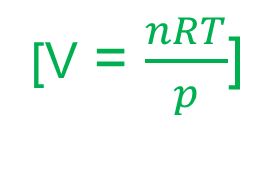 [V = nRT/p]